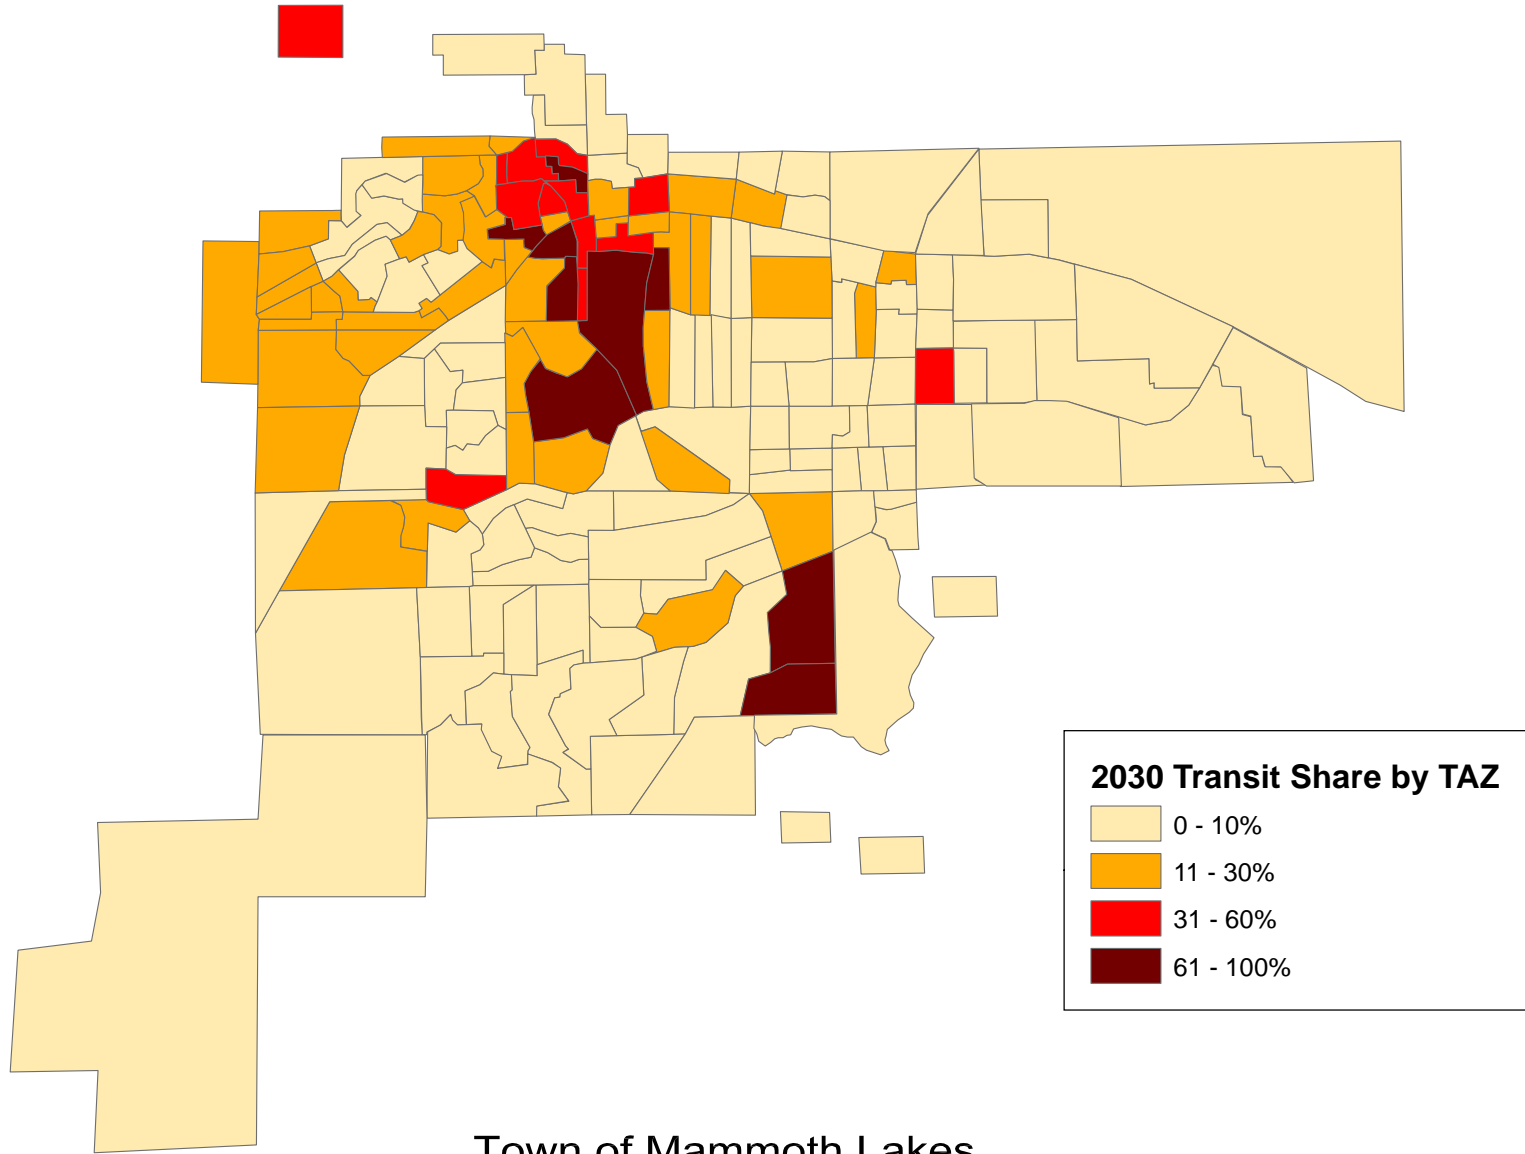 2030 Transit Share by TAZ
0 - 10%
11 - 30%
31 - 60%
61 - 100%
Town of Mammoth Lakes